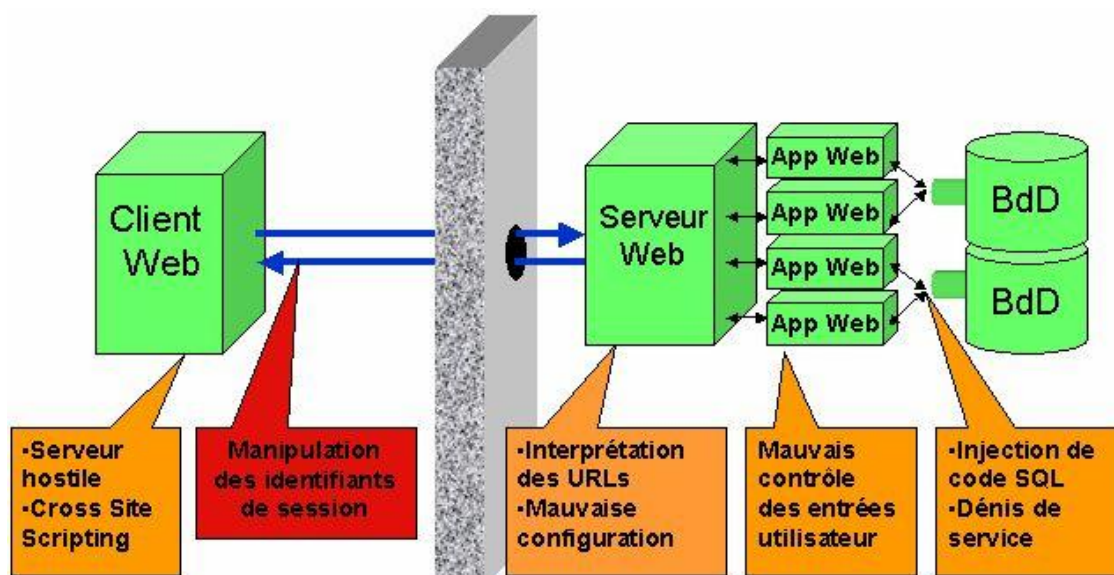 Client
Web
Serveur
Web
App Web
App Web
App Web
App Web
BdD
BdD
•Serveur
hostile
•Cross Site
Scripting
Manipulation
des identifiants
de session
•Interprétation
des URLs
•Mauvaise
configuration
Mauvais
contrôle
des entrées
utilisateur
•Injection de
code SQL
•Dénis de
service